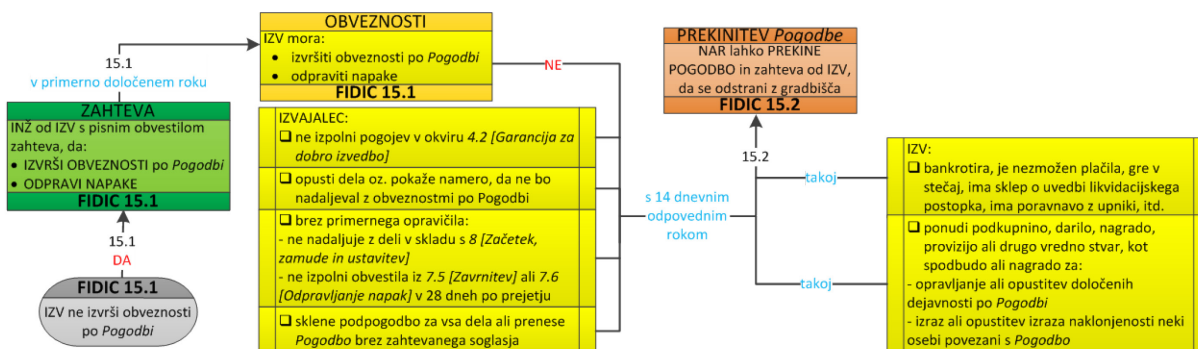 FIDIC 15.1
IZV ne izvrši obveznosti
po Pogodbi
DA
15.1
ZAHTEVA
INŽ od IZV s pisnim obvestilom
zahteva, da:
• IZVRŠI OBVEZNOSTI po Pogodbi
• ODPRAVI NAPAKE
FIDIC 15.1
15.1
v primerno določenem roku
OBVEZNOSTI
IZV mora:
• izvršiti obveznosti po Pogodbi
• odpraviti napake
FIDIC 15.1
NE
IZVAJALEC:
❑ ne izpolni pogojev v okviru 4.2 [Garancija za
dobro izvedbo]
❑ opusti dela oz. pokaže namero, da ne bo
nadaljeval z obveznostmi po Pogodbi
❑ brez primernega opravičila:
- ne nadaljuje z deli v skladu s 8 [Začetek,
zamude in ustavitev]
- ne izpolni obvestila iz 7.5 [Zavrnitev] ali 7.6
[Odpravljanje napak] v 28 dneh po prejetju
❑ sklene podpogodbo za vsa dela ali prenese
Pogodbo brez zahtevanega soglasja
s 14 dnevnim
odpovednim
rokom
PREKINITEV Pogodbe
NAR lahko PREKINE
POGODBO in zahteva od IZV,
da se odstrani z gradbišča
FIDIC 15.2
15.2
takoj
takoj
IZV:
❑ bankrotira, je nezmožen plačila, gre v
stečaj, ima sklep o uvedbi likvidacijskega
postopka, ima poravnavo z upniki, itd.
❑ ponudi podkupnino, darilo, nagrado,
provizijo ali drugo vredno stvar, kot
spodbudo ali nagrado za:
- opravljanje ali opustitev določenih
dejavnosti po Pogodbi
- izraz ali opustitev izraza naklonjenosti neki
osebi povezani s Pogodbo